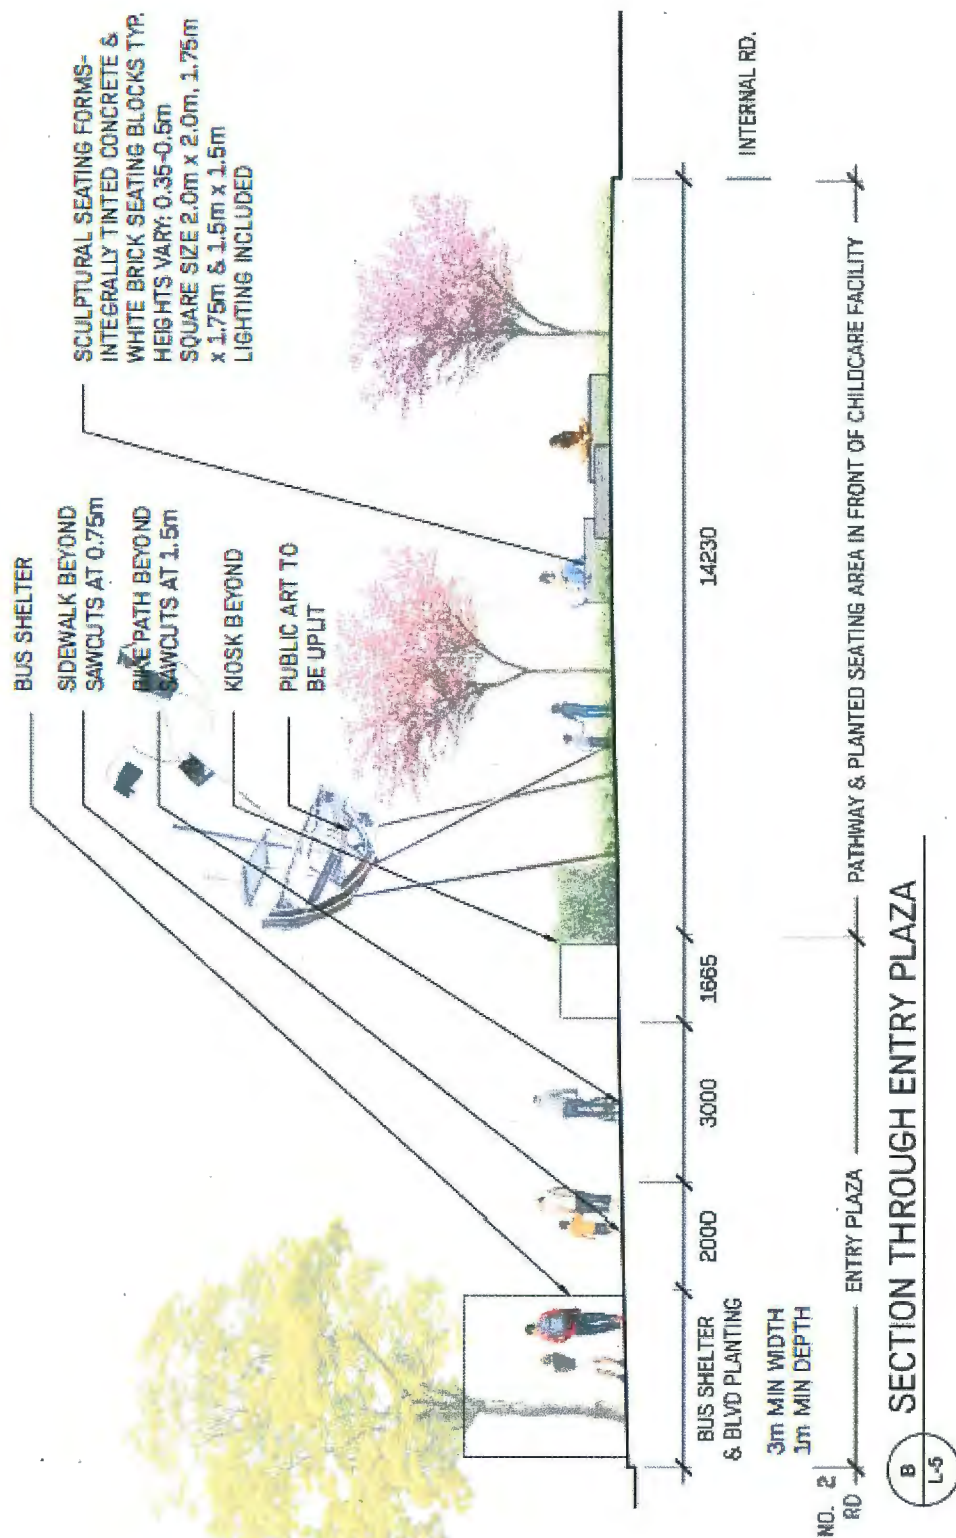 BUS SHELTER
SIDEWALK BEYOND
SAWCUTS AT 0.75m
BIKE PATH BEYOND
SAWCUTS AT 1.5m
KIOSK BEYOND
PUBLIC ART TO
BE UPLIT
SCULPTURAL SEATING FORMS-
INTEGRALLY TINTED CONCRETE &
WHITE BRICK SEATING BLOCKS TYP.
HEIGHTS VARY: 0.35-0.5m
SQUARE SIZE 2.0m x 2.0m, 1.75m
x 1.75m & 1.5m x 1.5m
LIGHTING INCLUDED
BUS SHELTER
& BLVD PLANTING
3m MIN WIDTH
1m MIN DEPTH
2000
3000
1665
14230
INTERNAL RD.
NO. 2
RD
ENTRY PLAZA
PATHWAY & PLANTED SEATING AREA IN FRONT OF CHILDCARE FACILITY
B
L-5
SECTION THROUGH ENTRY PLAZA